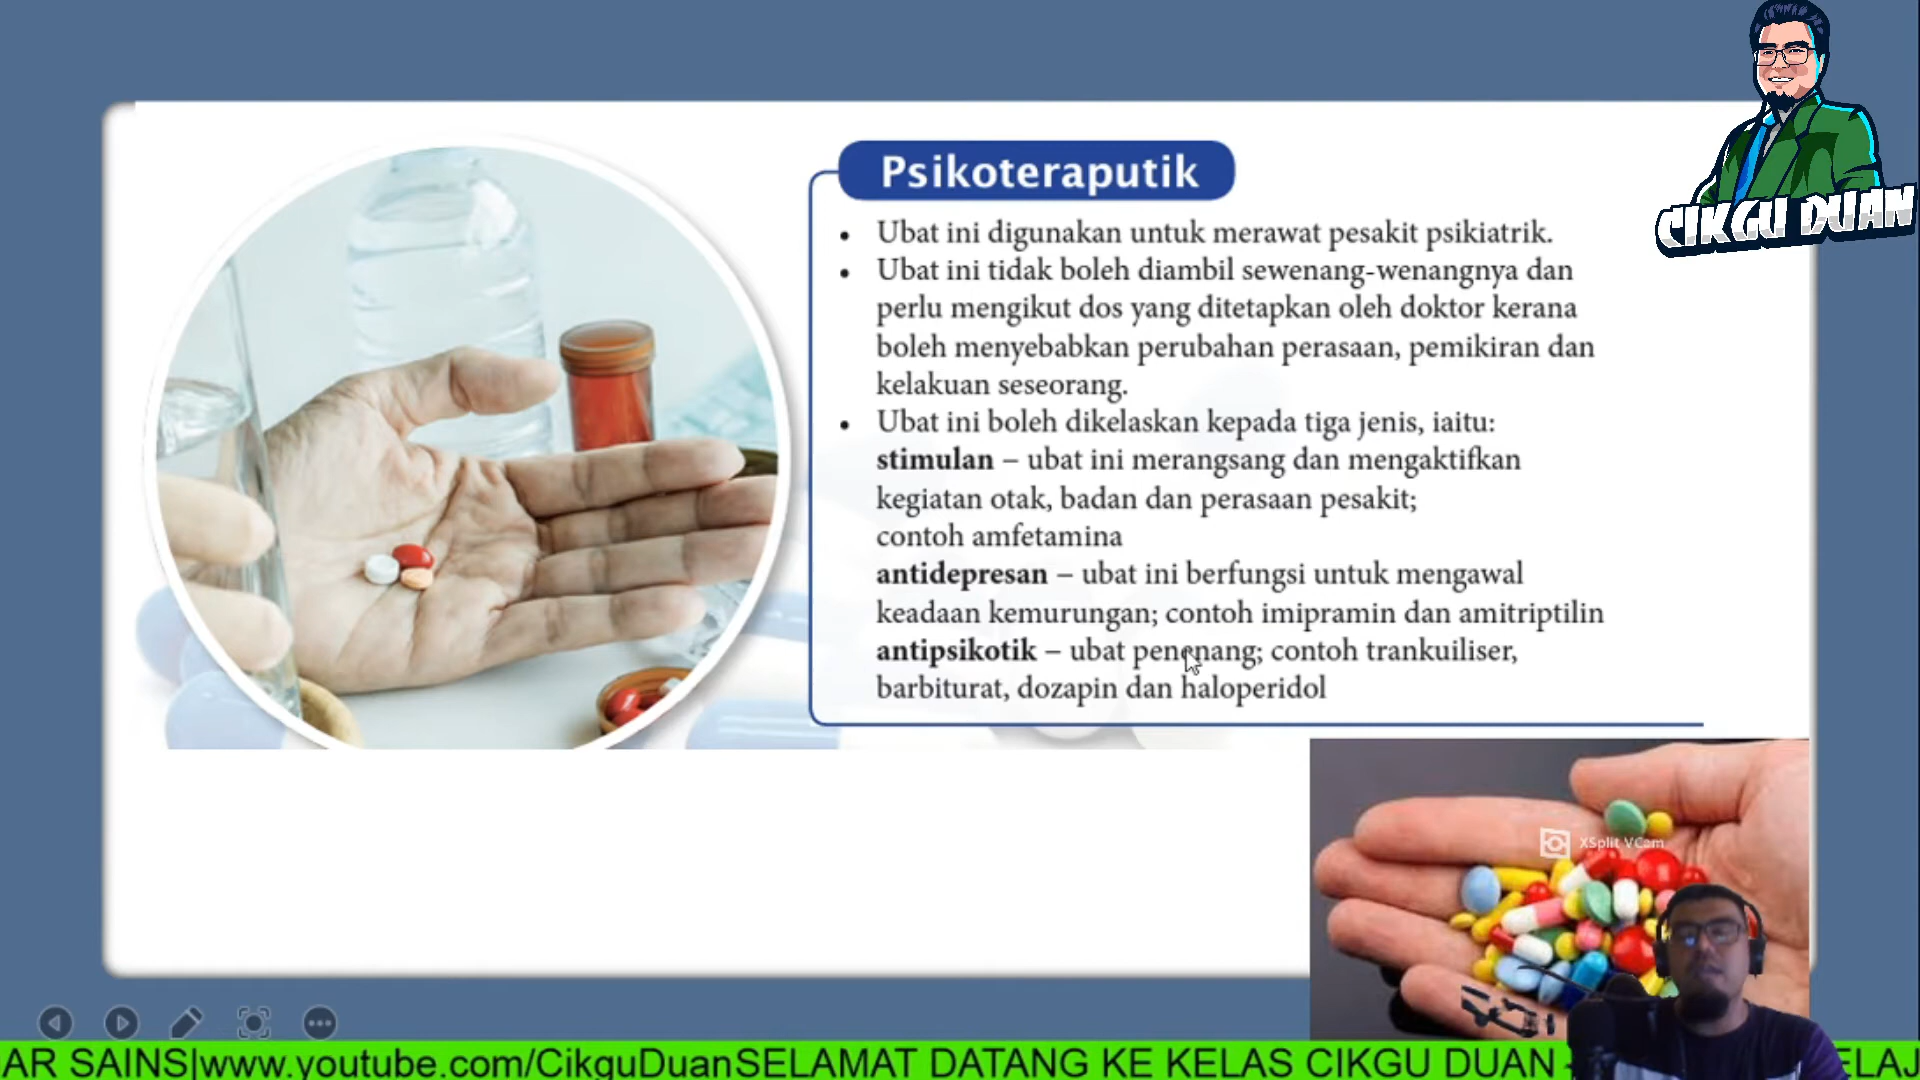 CIKGU DUAN
Psikoteraputik
• Ubat ini digunakan untuk merawat pesakit psikiatrik.
• Ubat ini tidak boleh diambil sewenang-wenangnya dan
perlu mengikut dos yang ditetapkan oleh doktor kerana
boleh menyebabkan perubahan perasaan, pemikiran dan
kelakuan seseorang.
• Ubat ini boleh dikelaskan kepada tiga jenis, iaitu:
stimulan – ubat ini merangsang dan mengaktifkan
kegiatan otak, badan dan perasaan pesakit;
contoh amfetamina
antidepresan – ubat ini berfungsi untuk mengawal
keadaan kemurungan; contoh imipramin dan amitriptilin
antipsikotik – ubat penenang; contoh trankuiliser,
barbiturat, dozapin dan haloperidol
XSplit VCam
AR SAINS|www.youtube.com/CikguDuanSELAMAT DATANG KE KELAS CIKGU DUAN - ELAJ